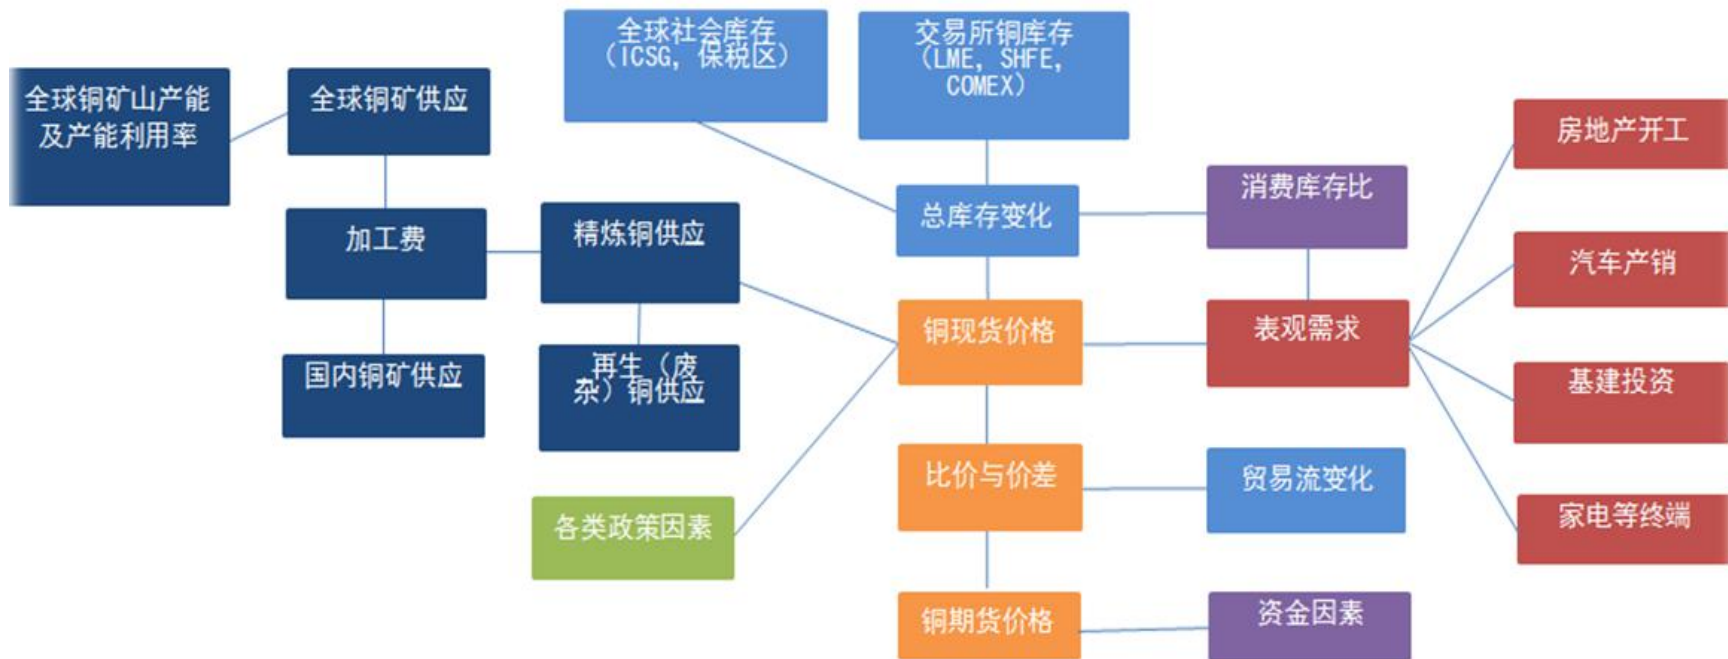 全球社会库存
（ICSG，保税区）
交易所铜库存
（LME，SHFE，
COMEX）
全球铜矿山产能
及产能利用率
全球铜矿供应
房地产开工
总库存变化
消费库存比
加工费
精炼铜供应
汽车产销
铜现货价格
表观需求
国内铜矿供应
再生（废
杂）铜供应
基建投资
比价与价差
贸易流变化
各类政策因素
家电等终端
铜期货价格
资金因素